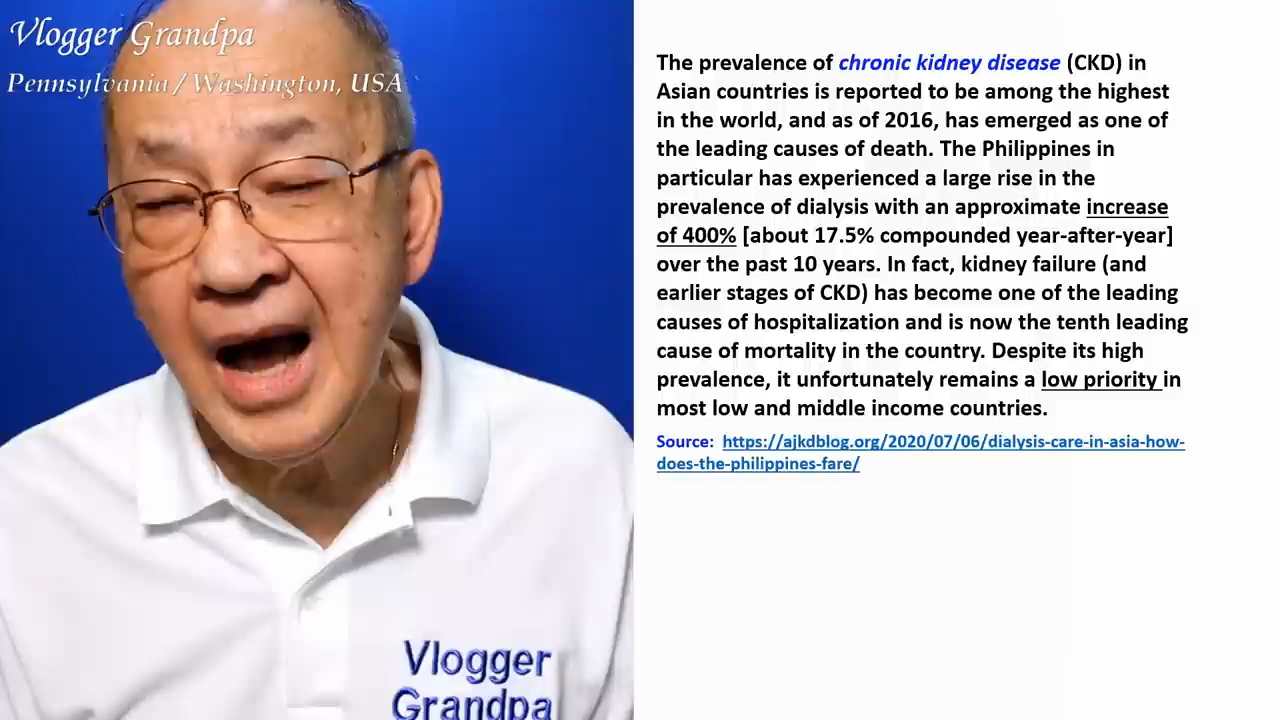 Vlogger Grandpa
Pennsylvania / Washington, USA
The prevalence of chronic kidney disease (CKD) in
Asian countries is reported to be among the highest
in the world, and as of 2016, has emerged as one of
the leading causes of death. The Philippines in
particular has experienced a large rise in the
prevalence of dialysis with an approximate increase
of 400% [about 17.5% compounded year-after-year]
over the past 10 years. In fact, kidney failure (and
earlier stages of CKD) has become one of the leading
causes of hospitalization and is now the tenth leading
cause of mortality in the country. Despite its high
prevalence, it unfortunately remains a low priority in
most low and middle income countries.
Source: https://ajkdblog.org/2020/07/06/dialysis-care-in-asia-how-
does-the-philippines-fare/
Vlogger
Grandpa